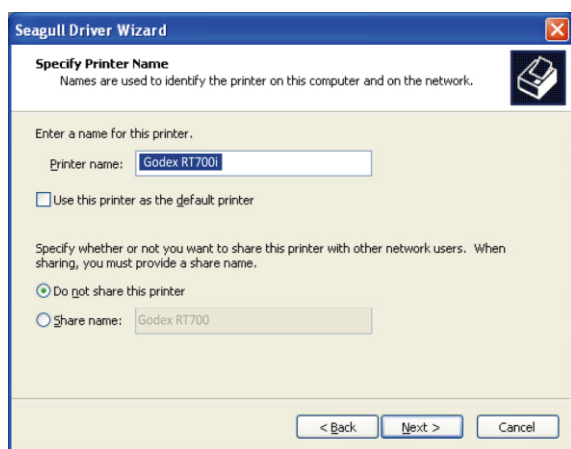 Seagull Driver Wizard
Specify Printer Name
Names are used to identify the printer on this computer and on the network.
Enter a name for this printer.
Printer name: Godex RT700i
Use this printer as the default printer
Specify whether or not you want to share this printer with other network users. When
sharing, you must provide a share name.
Do not share this printer
Share name: Godex RT700
< Back Next > Cancel